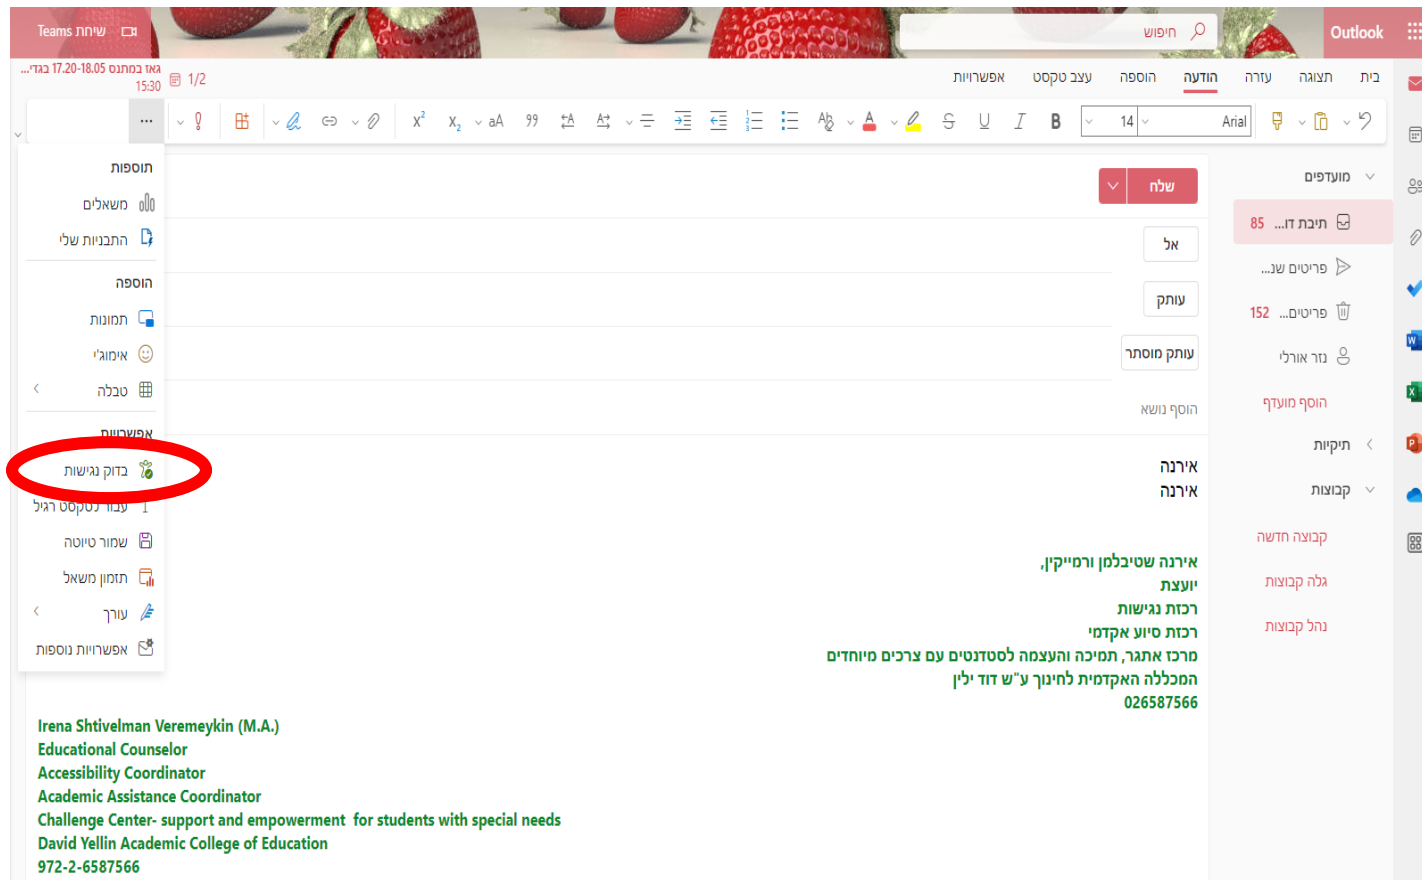 Outlook
חיפוש
שיחת Teams
בית
תצוגה
עזרה
הודעה
הוספה
עצב טקסט
אפשרויות
1/2
גאז במתנס 17.20-18.05 בגדי...
15:30
Arial
14
B I U S
aA
...
מועדפים
תיבת דו... 85
פריטים שנ...
פריטים... 152
נזר אורלי
הוסף מועדף
תיקיות
קבוצות
קבוצה חדשה
גלה קבוצות
נהל קבוצות
שלח
אל
עותק
עותק מוסתר
הוסף נושא
אירנה
אירנה
אירנה שטיבלמן ורמייקין,
יועצת
רכזת נגישות
רכזת סיוע אקדמי
מרכז אתגר, תמיכה והעצמה לסטדנטים עם צרכים מיוחדים
המכללה האקדמית לחינוך ע"ש דוד ילין
026587566
Irena Shtivelman Veremeykin (M.A.)
Educational Counselor
Accessibility Coordinator
Academic Assistance Coordinator
Challenge Center- support and empowerment for students with special needs
David Yellin Academic College of Education
972-2-6587566
תוספות
משאלים
התבניות שלי
הוספה
תמונות
אימוג'י
טבלה
אפשרויות
בדוק נגישות
עבור לטקסט רגיל
שמור טיוטה
תזמון משאל
עורך
אפשרויות נוספות